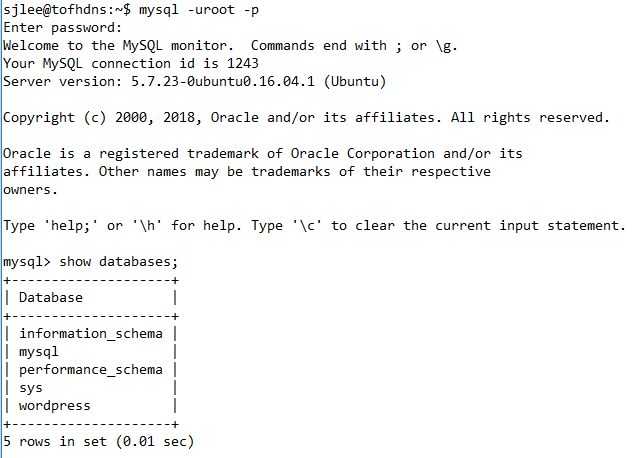 sjlee@tofhdns:~$ mysql -uroot -p
Enter password:
Welcome to the MySQL monitor.  Commands end with ; or \g.
Your MySQL connection id is 1243
Server version: 5.7.23-0ubuntu0.16.04.1 (Ubuntu)
Copyright (c) 2000, 2018, Oracle and/or its affiliates. All rights reserved.
Oracle is a registered trademark of Oracle Corporation and/or its
affiliates. Other names may be trademarks of their respective
owners.
Type 'help;' or '\h' for help. Type '\c' to clear the current input statement.
mysql> show databases;
+--------------------+
| Database           |
+--------------------+
| information_schema |
| mysql              |
| performance_schema |
| sys                |
| wordpress          |
+--------------------+
5 rows in set (0.01 sec)